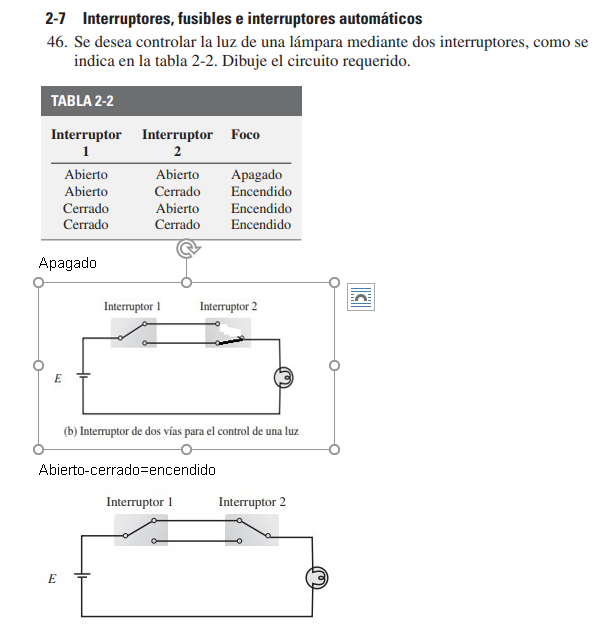 2-7 Interruptores, fusibles e interruptores automáticos
46. Se desea controlar la luz de una lámpara mediante dos interruptores, como se
indica en la tabla 2-2. Dibuje el circuito requerido.
TABLA 2-2
Interruptor Interruptor Foco
1 2
Abierto Abierto Apagado
Abierto Cerrado Encendido
Cerrado Abierto Encendido
Cerrado Cerrado Encendido
Apagado
Interruptor 1 Interruptor 2
E
(b) Interruptor de dos vías para el control de una luz
Abierto-cerrado=encendido
Interruptor 1 Interruptor 2
E